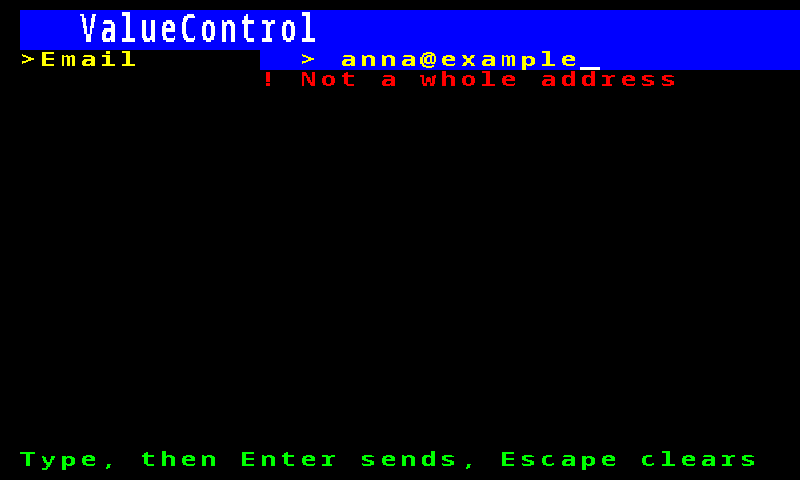 ValueControl
>Email > anna@example_
! Not a whole address
Type, then Enter sends, Escape clears